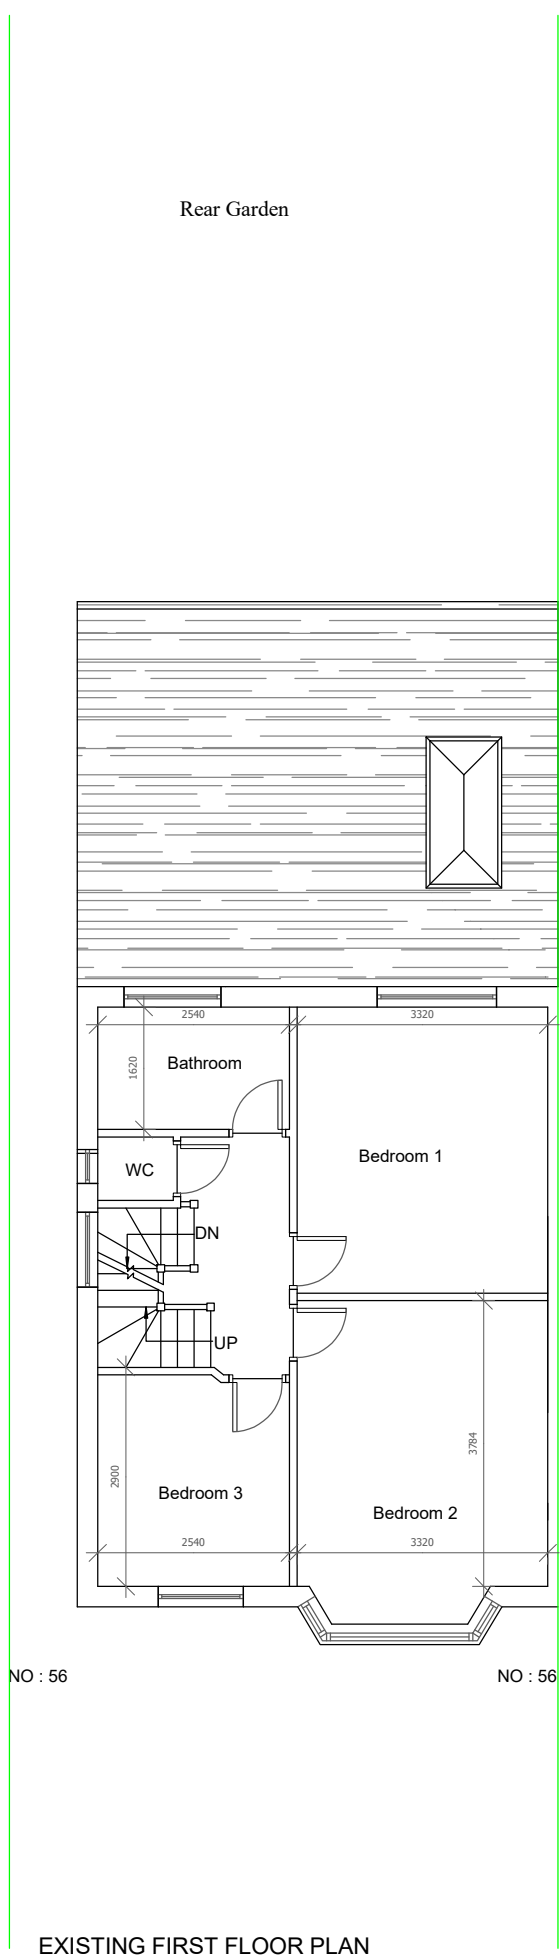 Rear Garden
2540
3320
1620
Bathroom
Bedroom 1
WC
DN
UP
3784
2900
Bedroom 3
Bedroom 2
2540
3320
NO : 56
NO : 56
EXISTING FIRST FLOOR PLAN